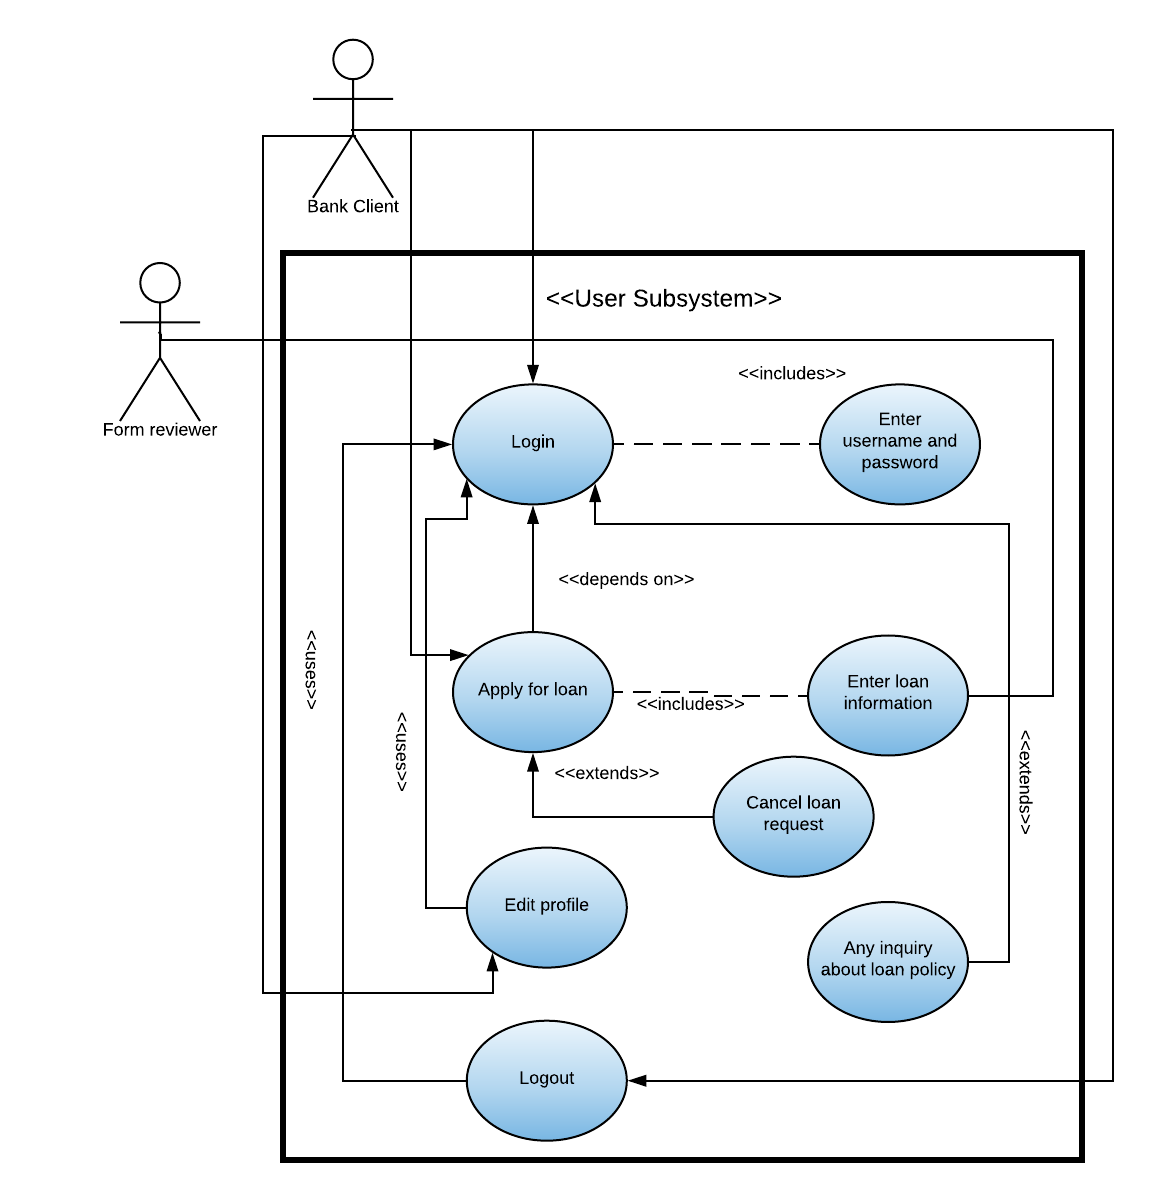 Bank Client
<<User Subsystem>>
Form reviewer
<<includes>>
Login
Enter
username and
password
<<depends on>>
<<uses>>
<<uses>>
Apply for loan
<<includes>>
Enter loan
information
<<extends>>
<<extends>>
Cancel loan
request
Edit profile
Any inquiry
about loan policy
Logout